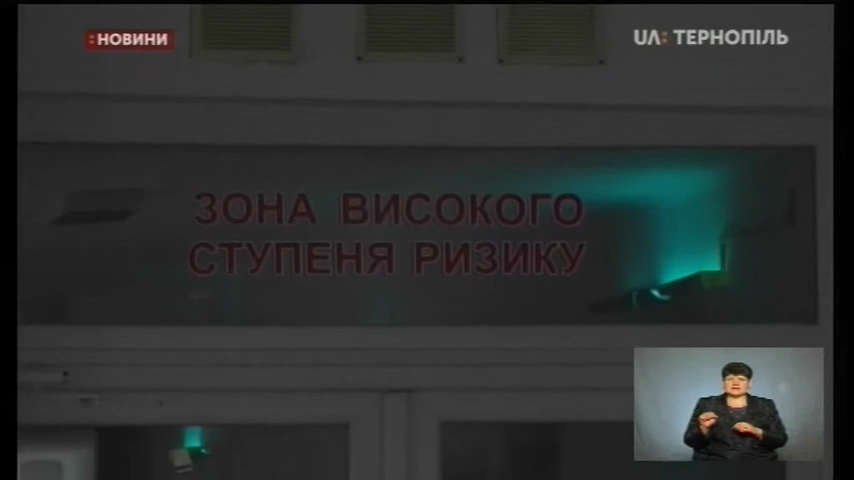 :НОВИНИ
UA: ТЕРНОПІЛЬ
ЗОНА ВИСОКОГО
СТУПЕНЯ РИЗИКУ